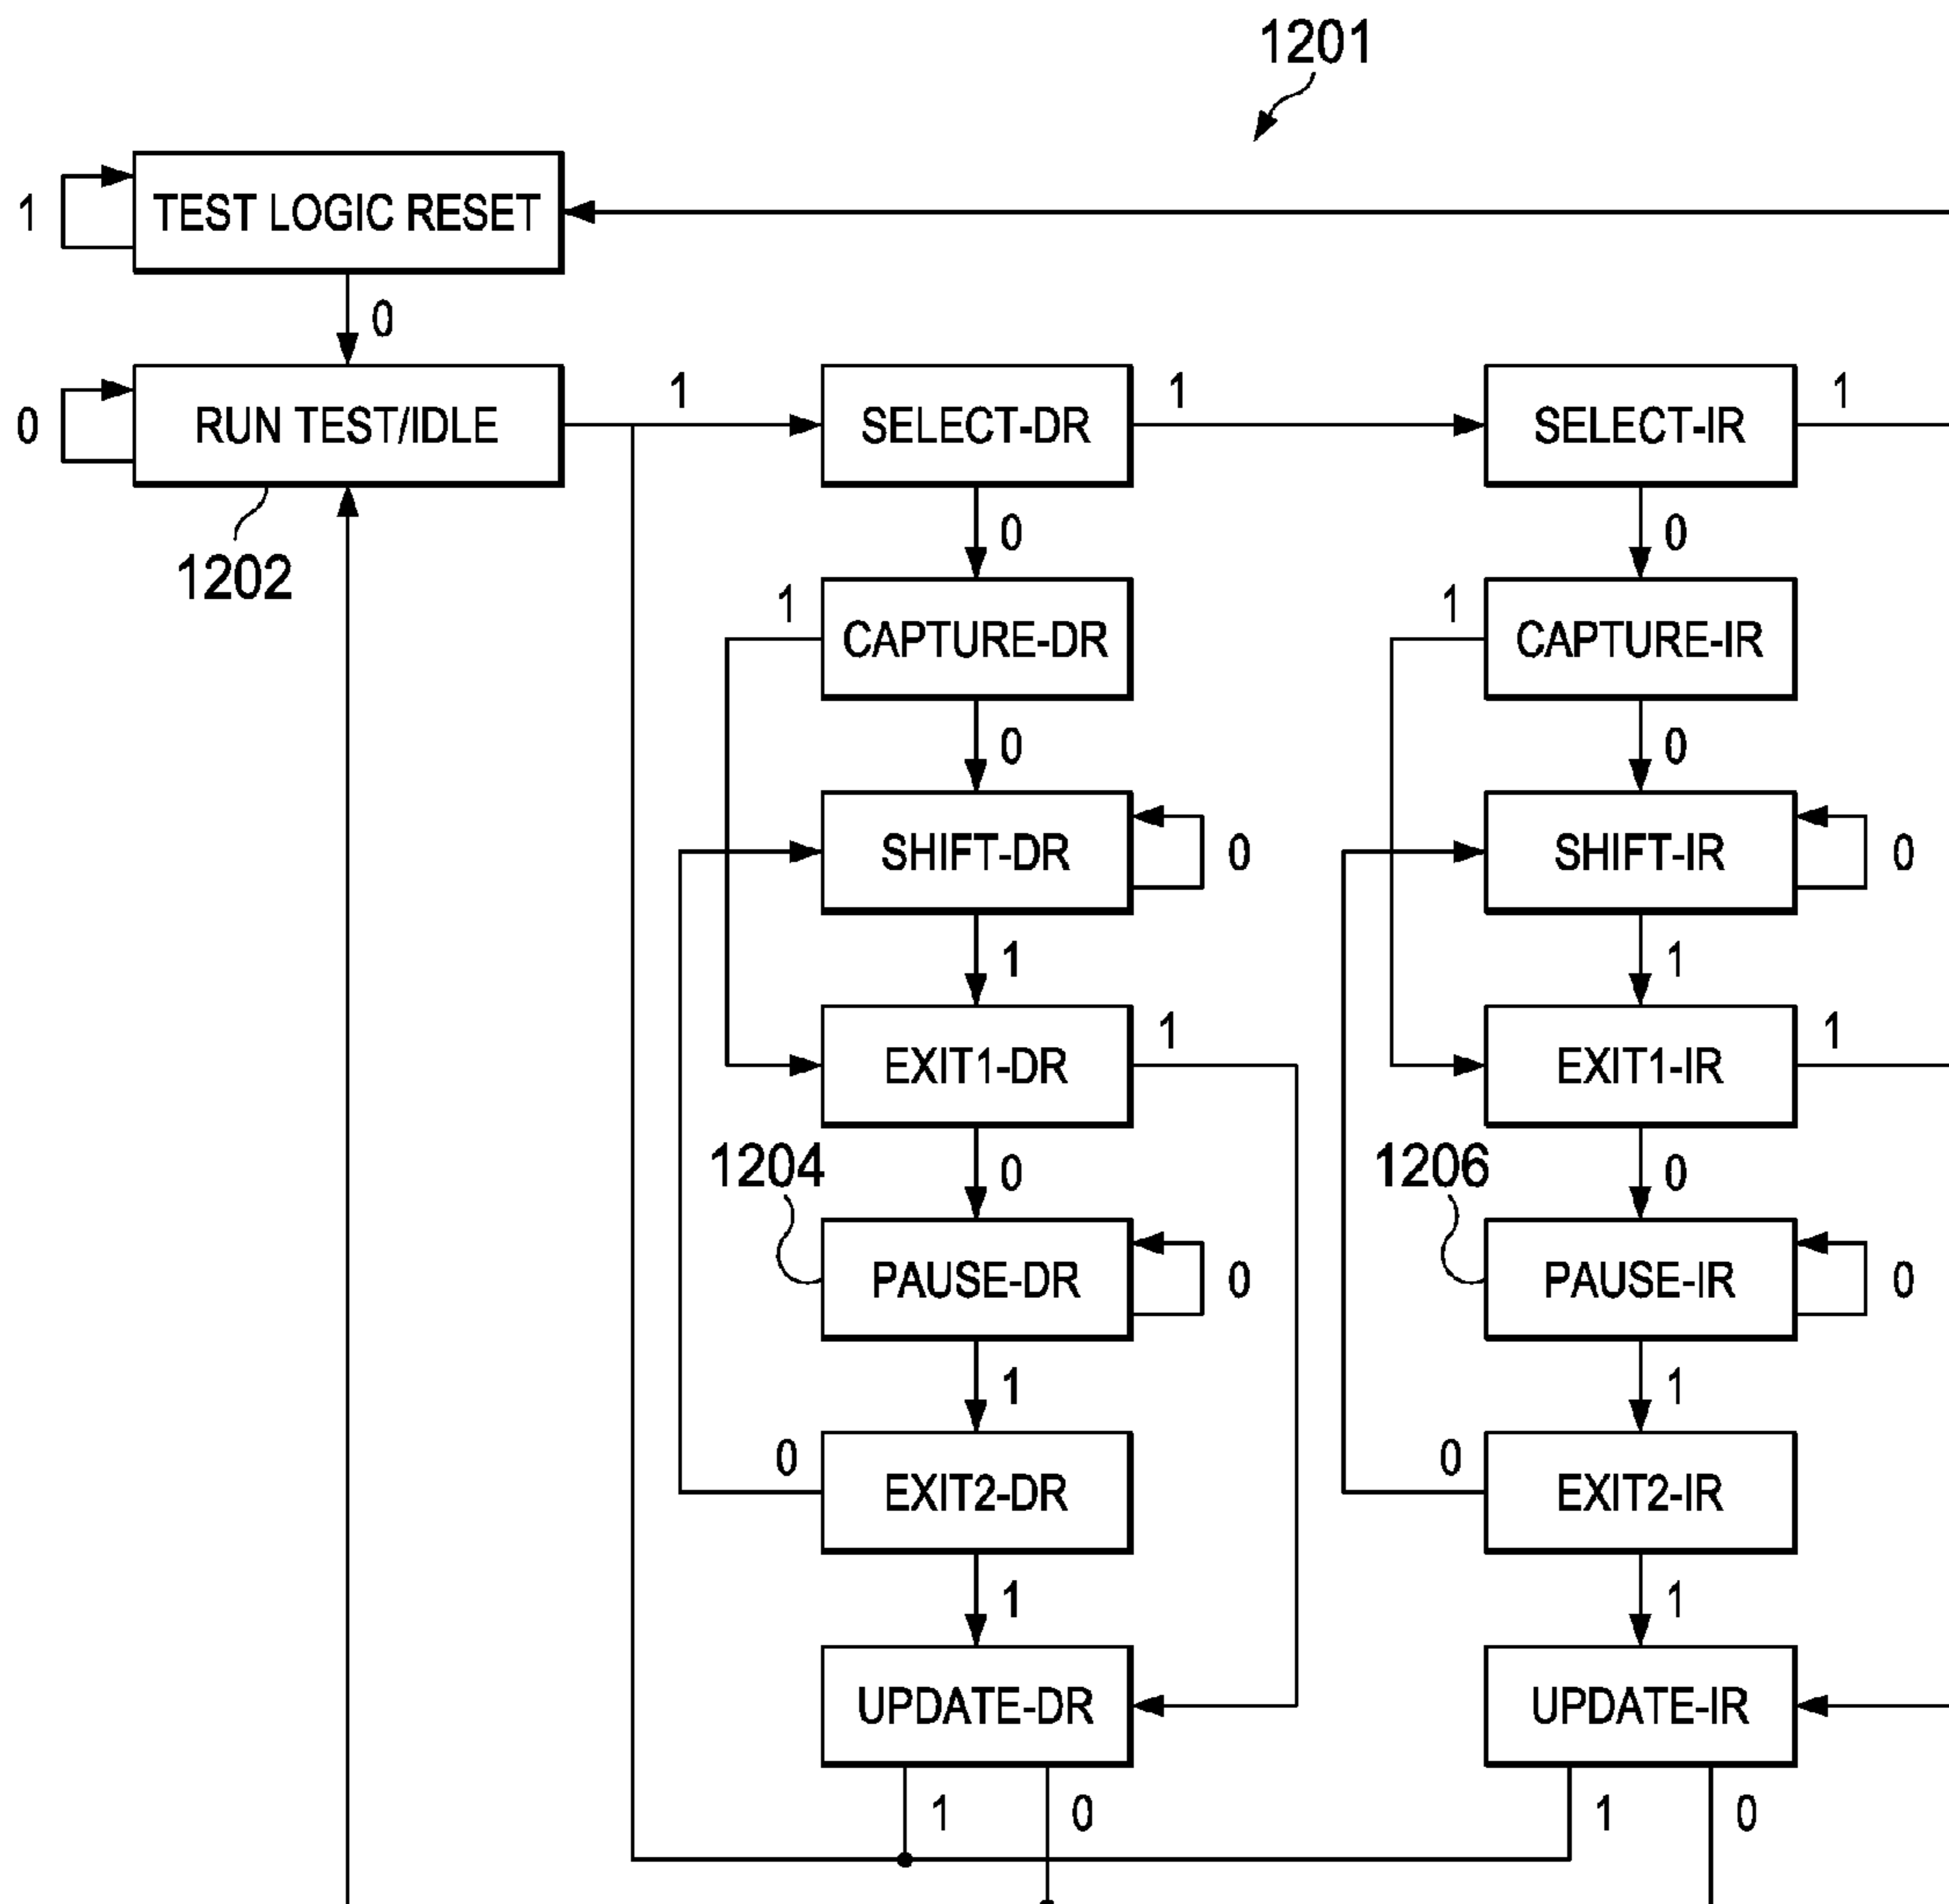 1201
1 TEST LOGIC RESET
0
0 RUN TEST/IDLE 1 SELECT-DR 1 SELECT-IR 1
1202
0 0
1 CAPTURE-DR 1 CAPTURE-IR
0 0
SHIFT-DR 0 SHIFT-IR 0
1 1
EXIT1-DR 1 EXIT1-IR 1
1204 0 1206 0
PAUSE-DR 0 PAUSE-IR 0
1 1
0 EXIT2-DR 0 EXIT2-IR
1 1
UPDATE-DR UPDATE-IR
1 0 1 0